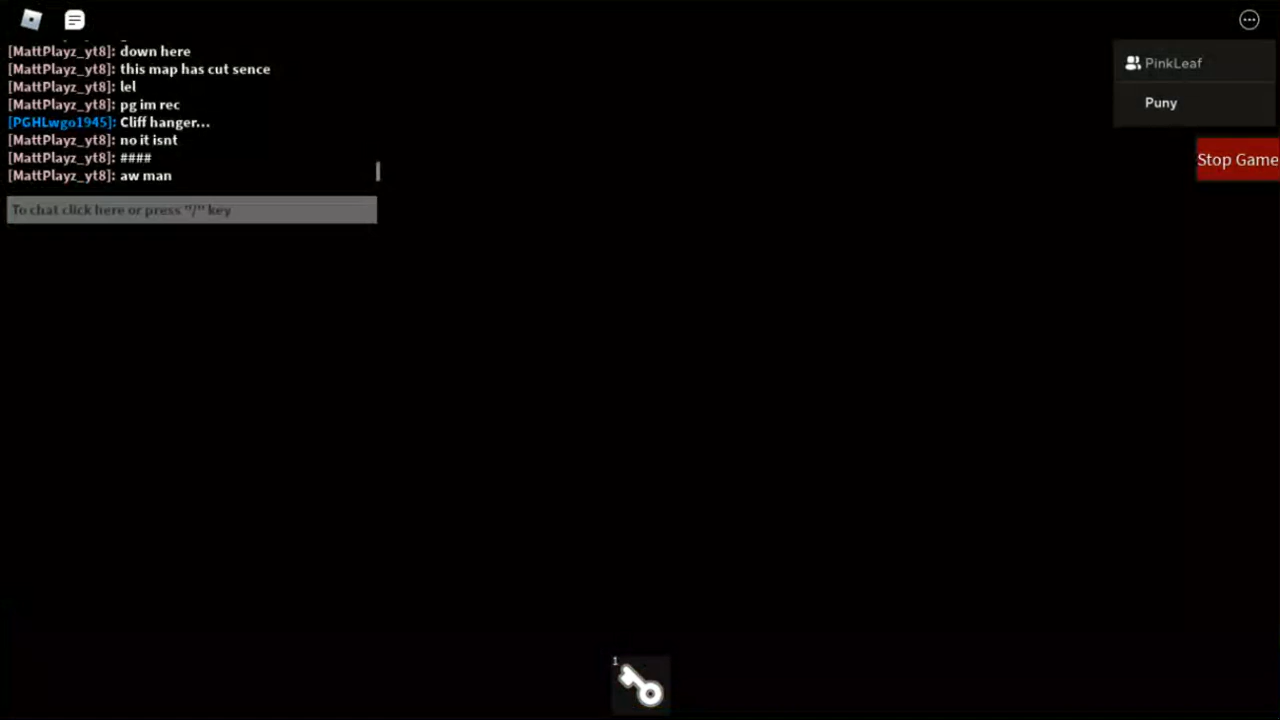 [MattPlayz_yt8]: down here
[MattPlayz_yt8]: this map has cut sence
[MattPlayz_yt8]: lel
[MattPlayz_yt8]: pg im rec
[PGHLwgo1945]: Cliff hanger...
[MattPlayz_yt8]: no it isnt
[MattPlayz_yt8]: ####
[MattPlayz_yt8]: aw man
To chat click here or press "/" key
PinkLeaf
Puny
Stop Game
1